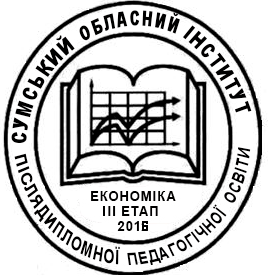 СУМСЬКИЙ ОБЛАСНИЙ ІНСТИТУТ
ПІСЛЯДИПЛОМНОЇ ПЕДАГОГІЧНОЇ ОСВІТИ
ЕКОНОМІКА
ІІІ ЕТАП
2016